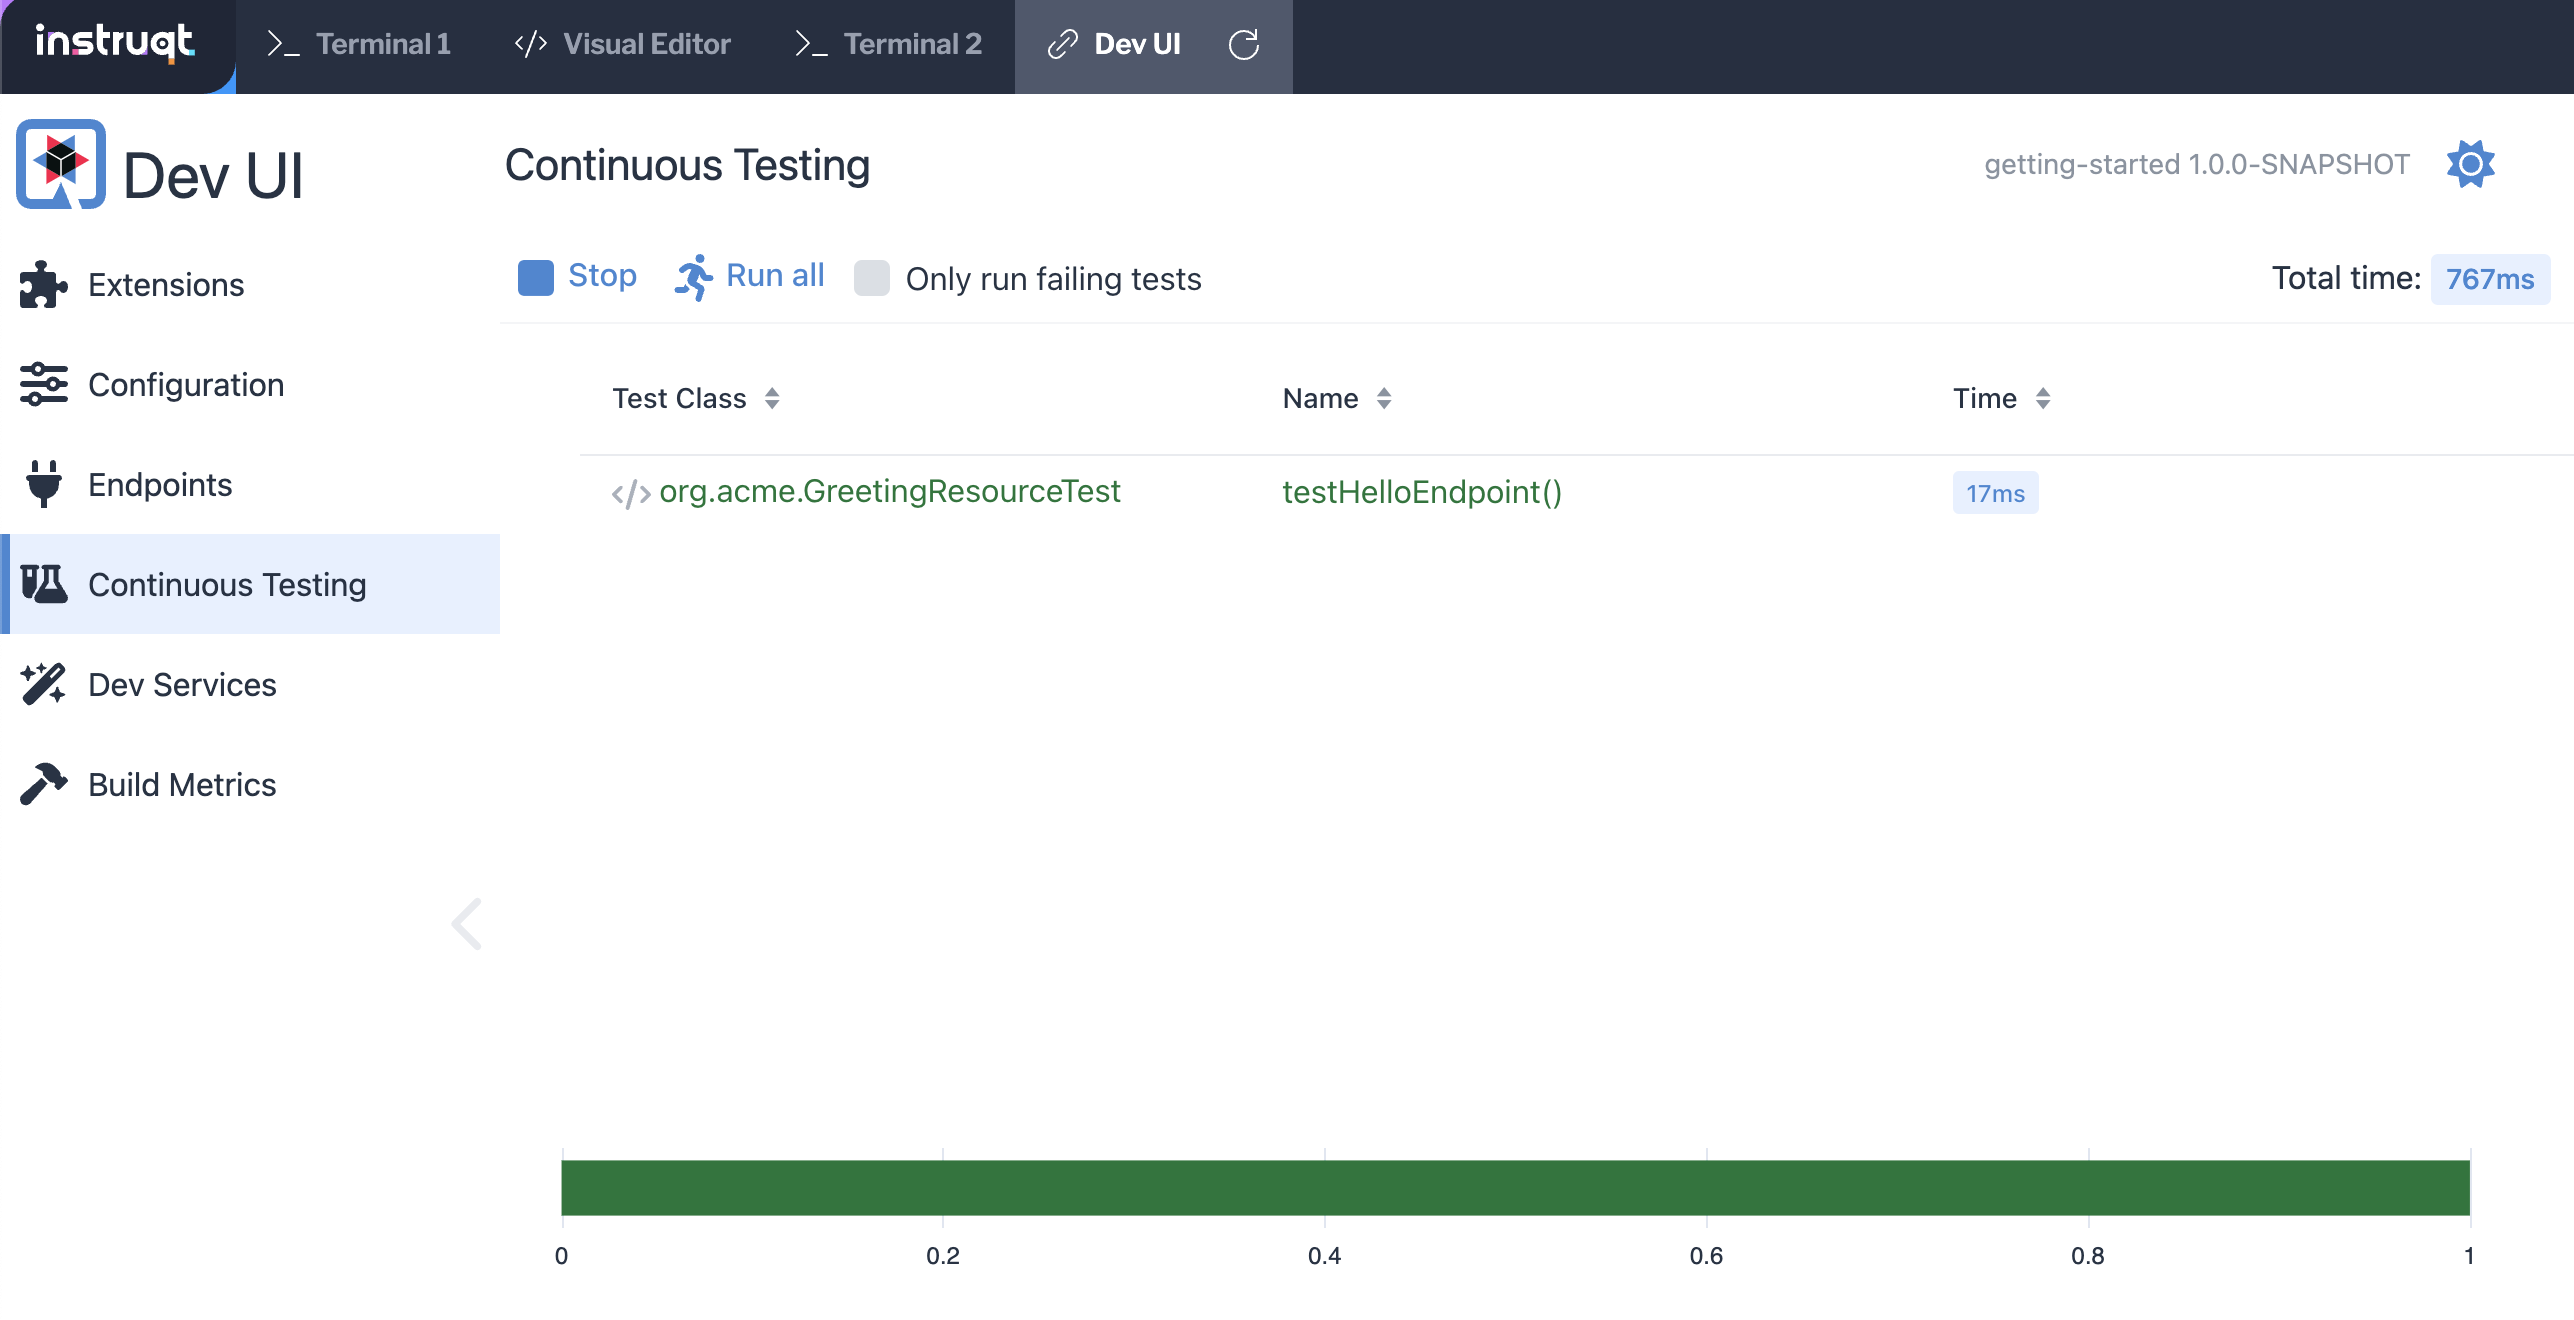 instruqt
Terminal 1
Visual Editor
Terminal 2
Dev UI
Dev UI
Continuous Testing
getting-started 1.0.0-SNAPSHOT
Extensions
Configuration
Endpoints
Continuous Testing
Dev Services
Build Metrics
Stop
Run all
Only run failing tests
Total time: 767ms
Test Class
Name
Time
</> org.acme.GreetingResourceTest
testHelloEndpoint()
17ms
0
0.2
0.4
0.6
0.8
1